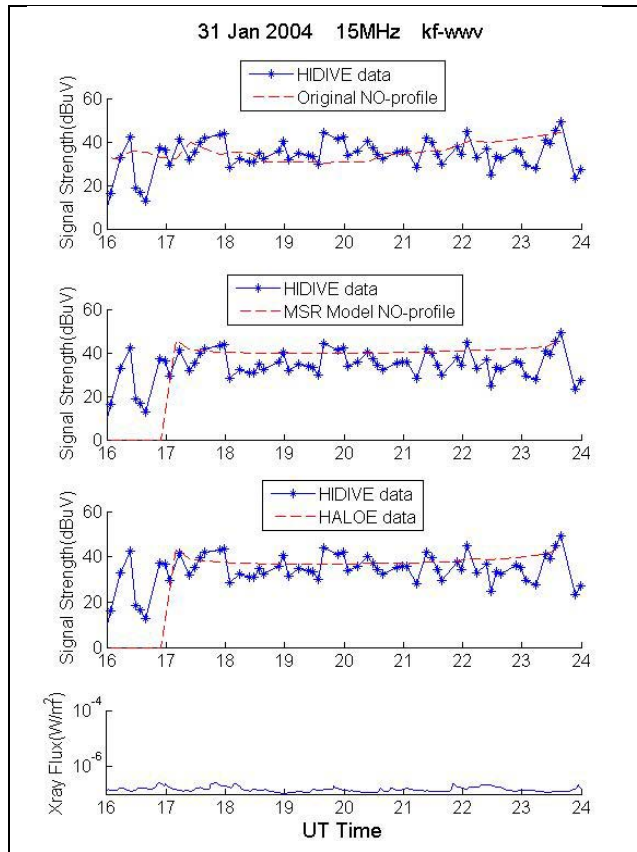 31 Jan 2004 15MHz kf-wwv
HIDIVE data
Original NO-profile
Signal Strength(dBuV)
60
40
20
0
16 17 18 19 20 21 22 23 24
HIDIVE data
MSR Model NO-profile
Signal Strength(dBuV)
60
40
20
0
16 17 18 19 20 21 22 23 24
HIDIVE data
HALOE data
Signal Strength(dBuV)
60
40
20
0
16 17 18 19 20 21 22 23 24
Xray Flux(W/m²)
10⁻⁴
10⁻⁶
16 17 18 19 20 21 22 23 24
UT Time